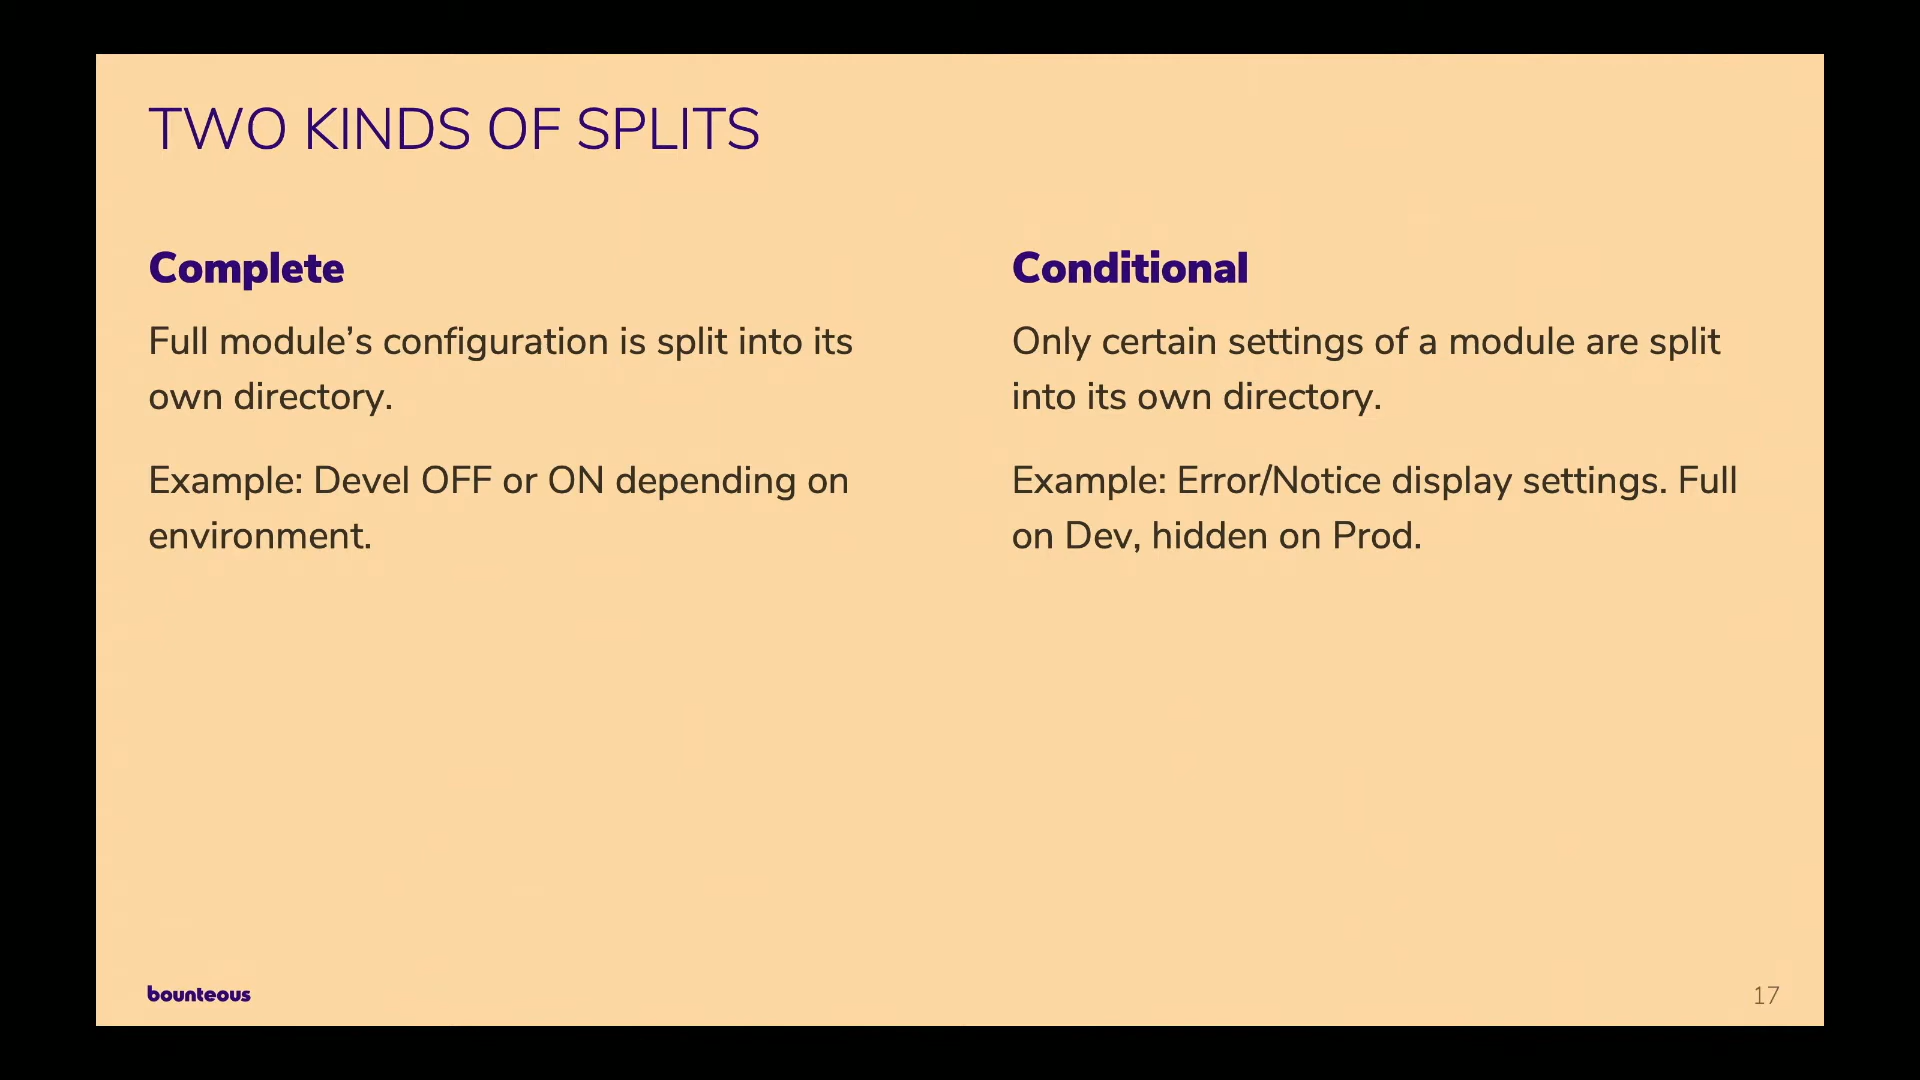 TWO KINDS OF SPLITS
Complete
Full module’s configuration is split into its
own directory.
Example: Devel OFF or ON depending on
environment.
Conditional
Only certain settings of a module are split
into its own directory.
Example: Error/Notice display settings. Full
on Dev, hidden on Prod.
bounteous
17